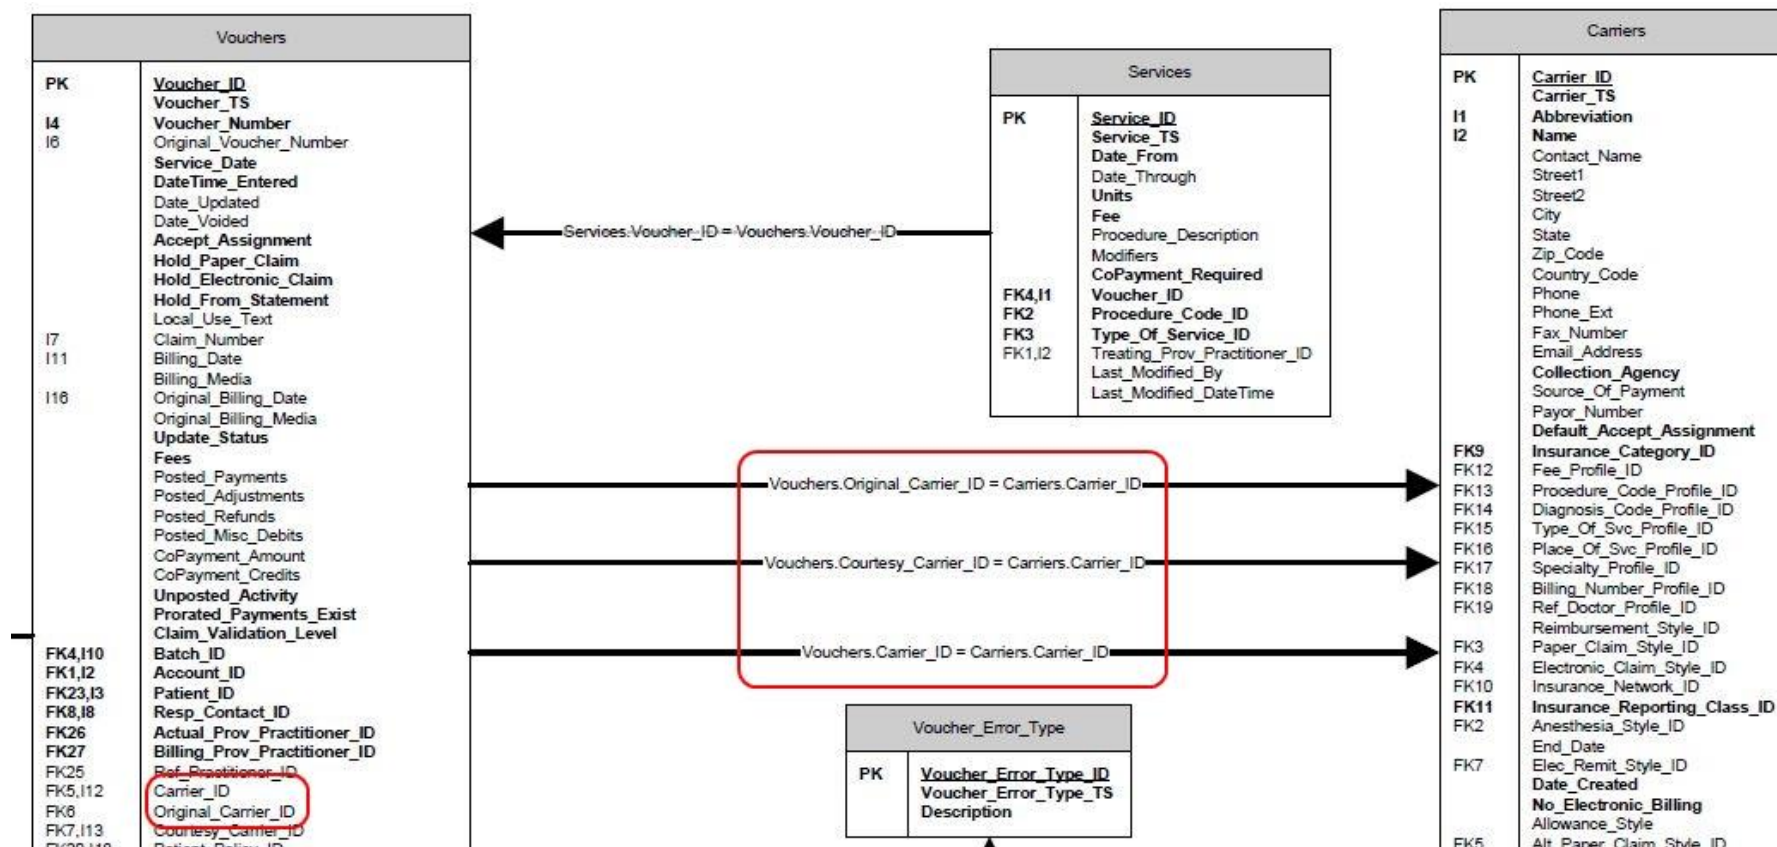 Vouchers
PK Voucher_ID
Voucher_TS
I4 Voucher_Number
I6 Original_Voucher_Number
Service_Date
DateTime_Entered
Date_Updated
Date_Voided
Accept_Assignment
Hold_Paper_Claim
Hold_Electronic_Claim
Hold_From_Statement
Local_Use_Text
I7 Claim_Number
I11 Billing_Date
Billing_Media
I16 Original_Billing_Date
Original_Billing_Media
Update_Status
Fees
Posted_Payments
Posted_Adjustments
Posted_Refunds
Posted_Misc_Debits
CoPayment_Amount
CoPayment_Credits
Unposted_Activity
Prorated_Payments_Exist
Claim_Validation_Level
FK4,I10 Batch_ID
FK1,I2 Account_ID
FK23,I3 Patient_ID
FK8,I8 Resp_Contact_ID
FK26 Actual_Prov_Practitioner_ID
FK27 Billing_Prov_Practitioner_ID
FK25 Ref_Practitioner_ID
FK5,I12 Carrier_ID
FK6 Original_Carrier_ID
FK7,I13 Courtesy_Carrier_ID
Patient_Policy_ID
Services.Voucher_ID = Vouchers.Voucher_ID
Services
PK Service_ID
Service_TS
Date_From
Date_Through
Units
Fee
Procedure_Description
Modifiers
CoPayment_Required
FK4,I1 Voucher_ID
FK2 Procedure_Code_ID
FK3 Type_Of_Service_ID
FK1,I2 Treating_Prov_Practitioner_ID
Last_Modified_By
Last_Modified_DateTime
Vouchers.Original_Carrier_ID = Carriers.Carrier_ID
Vouchers.Courtesy_Carrier_ID = Carriers.Carrier_ID
Vouchers.Carrier_ID = Carriers.Carrier_ID
Voucher_Error_Type
PK Voucher_Error_Type_ID
Voucher_Error_Type_TS
Description
Carriers
PK Carrier_ID
Carrier_TS
I1 Abbreviation
I2 Name
Contact_Name
Street1
Street2
City
State
Zip_Code
Country_Code
Phone
Phone_Ext
Fax_Number
Email_Address
Collection_Agency
Source_Of_Payment
Payor_Number
Default_Accept_Assignment
FK9 Insurance_Category_ID
FK12 Fee_Profile_ID
FK13 Procedure_Code_Profile_ID
FK14 Diagnosis_Code_Profile_ID
FK15 Type_Of_Svc_Profile_ID
FK16 Place_Of_Svc_Profile_ID
FK17 Specialty_Profile_ID
FK18 Billing_Number_Profile_ID
FK19 Ref_Doctor_Profile_ID
Reimbursement_Style_ID
FK3 Paper_Claim_Style_ID
FK4 Electronic_Claim_Style_ID
FK10 Insurance_Network_ID
FK11 Insurance_Reporting_Class_ID
FK2 Anesthesia_Style_ID
End_Date
FK7 Elec_Remit_Style_ID
Date_Created
No_Electronic_Billing
Allowance_Style
FK5 Alt_Paper_Claim_Style_ID